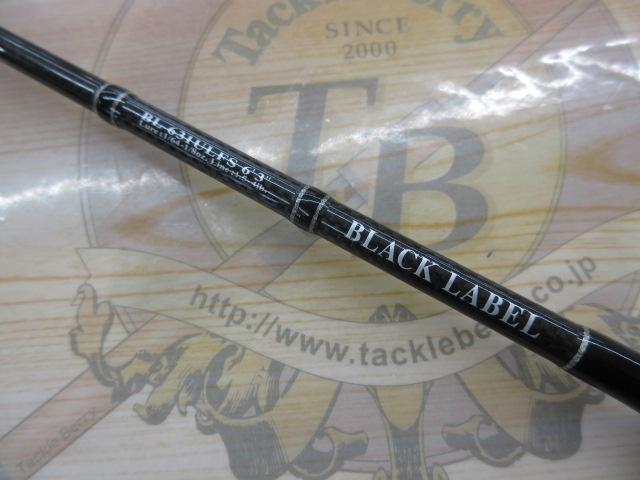 Tackle Berry
SINCE
2000
TB
BL 631ULFS 6'3"
BLACK LABEL
http://www.tackleberry.co.jp
Tackle Berry